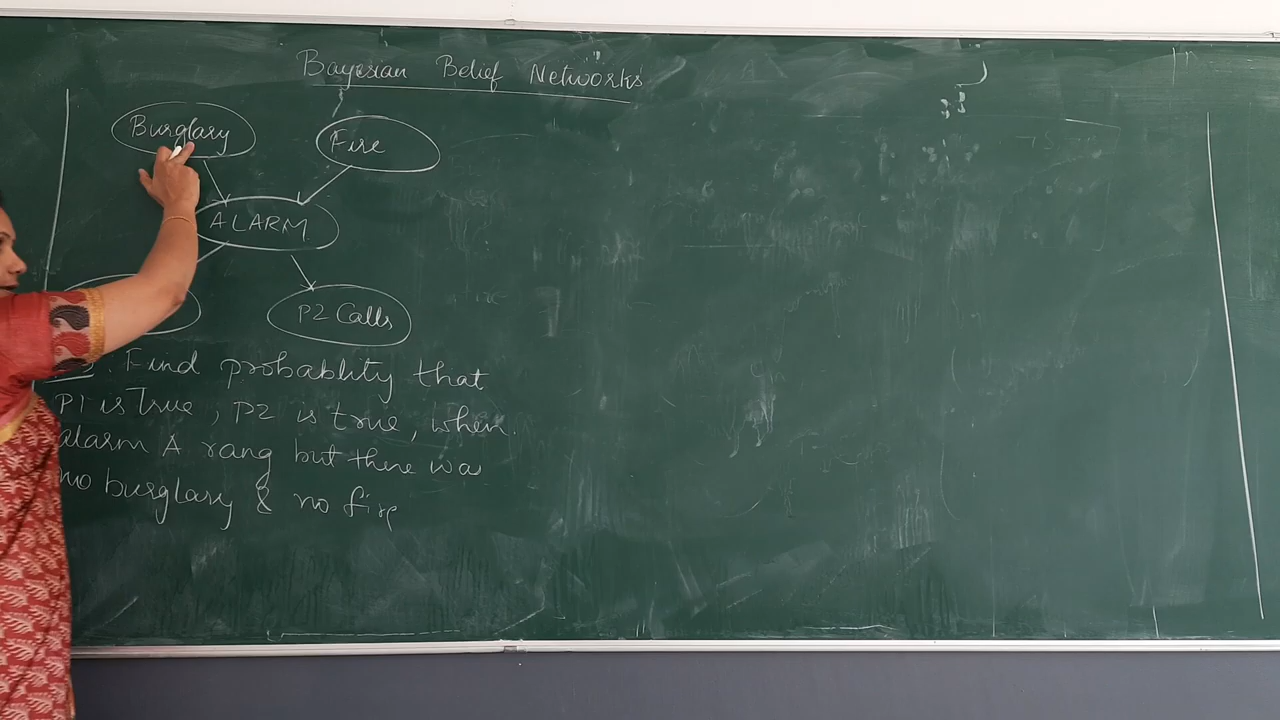 Bayesian Belief Networks
Burglary
Fire
ALARM
P2 Calls
Find probablity that
P1 is True, P2 is true, when
alarm A rang but there was
no burglary & no fire